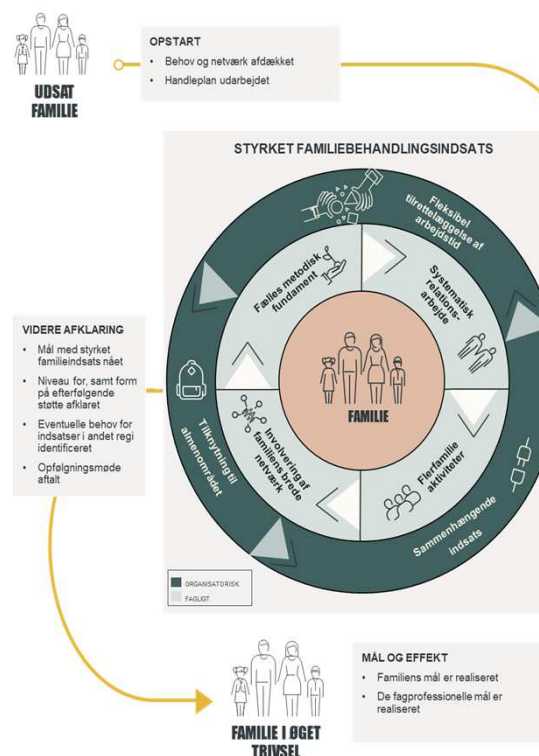 OPSTART
• Behov og netværk afdækket
• Handleplan udarbejdet
UDSAT
FAMILIE
STYRKET FAMILIEBEHANDLINGSINDSATS
Fleksibel
tilrettelæggelse af
arbejdstid
Fælles metodisk
fundament
Systematisk
relations-
arbejde
VIDERE AFKLARING
• Mål med styrket
familieindsats nået
• Niveau for, samt form
på efterfølgende
støtte afklaret
• Eventuelle behov for
indsatser i andet regi
identificeret
• Opfølgningsmøde
aftalt
FAMILIE
Tilknytning til
almenområdet
Involvering af
familiens brede
netværk
Flerfamilie
aktiviteter
Sammenhængende
indsats
ORGANISATORISK
FAGLIGT
MÅL OG EFFEKT
• Familiens mål er realiseret
• De fagprofessionelle mål er
realiseret
FAMILIE I ØGET
TRIVSEL